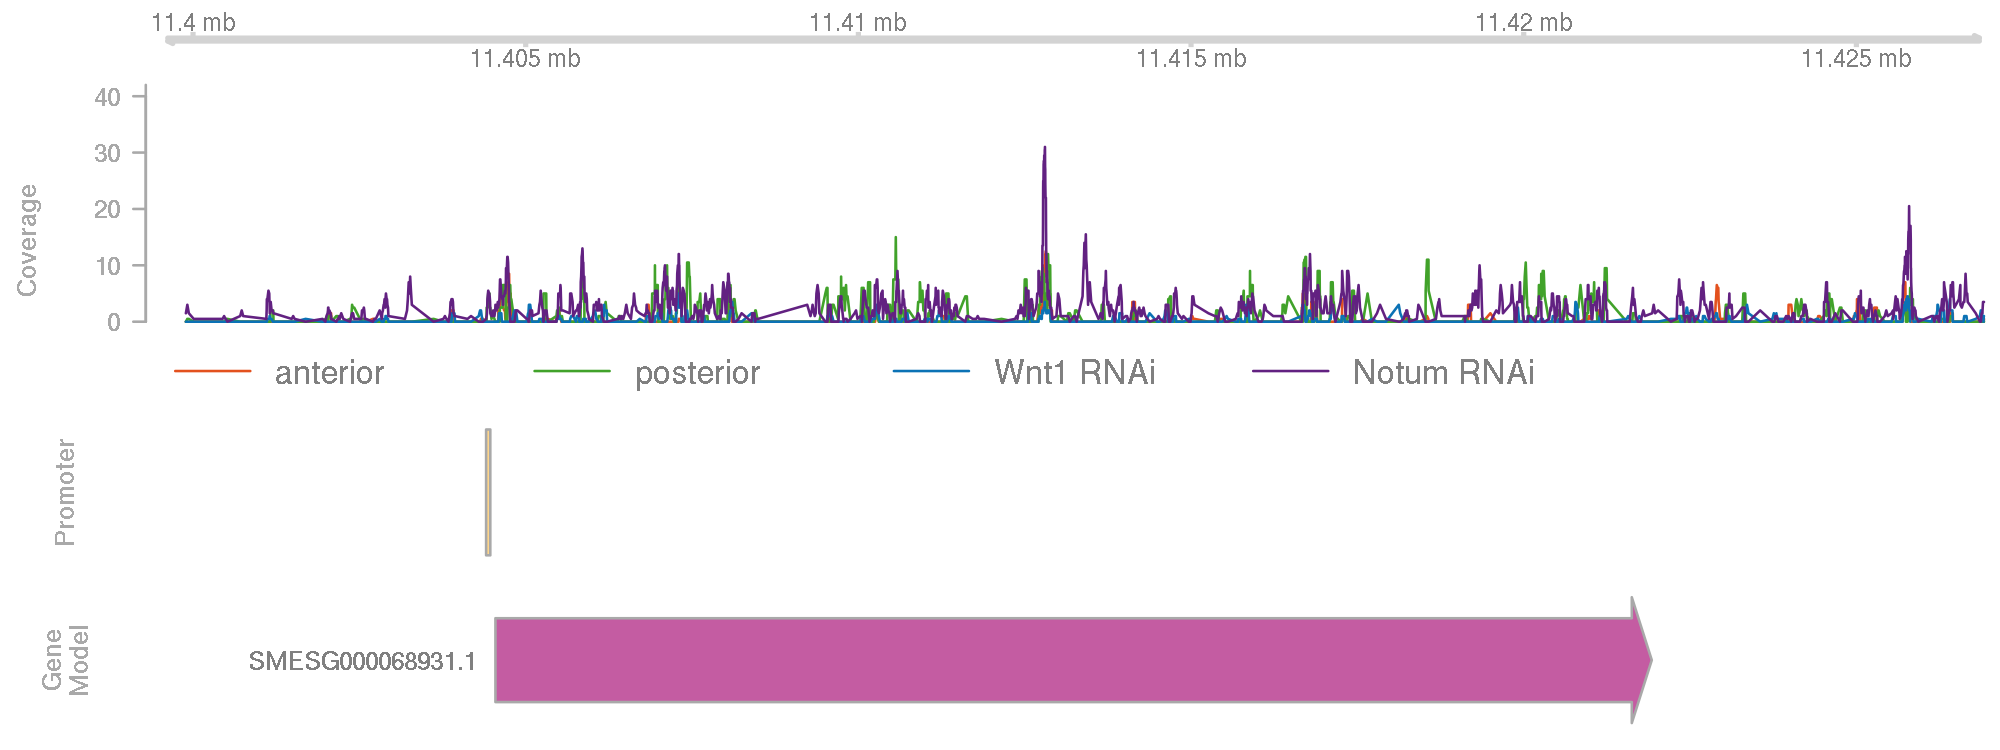 11.4 mb 11.41 mb 11.42 mb
11.405 mb 11.415 mb 11.425 mb
Coverage
40
30
20
10
0
anterior posterior Wnt1 RNAi Notum RNAi
Promoter
Gene
Model
SMESG000068931.1